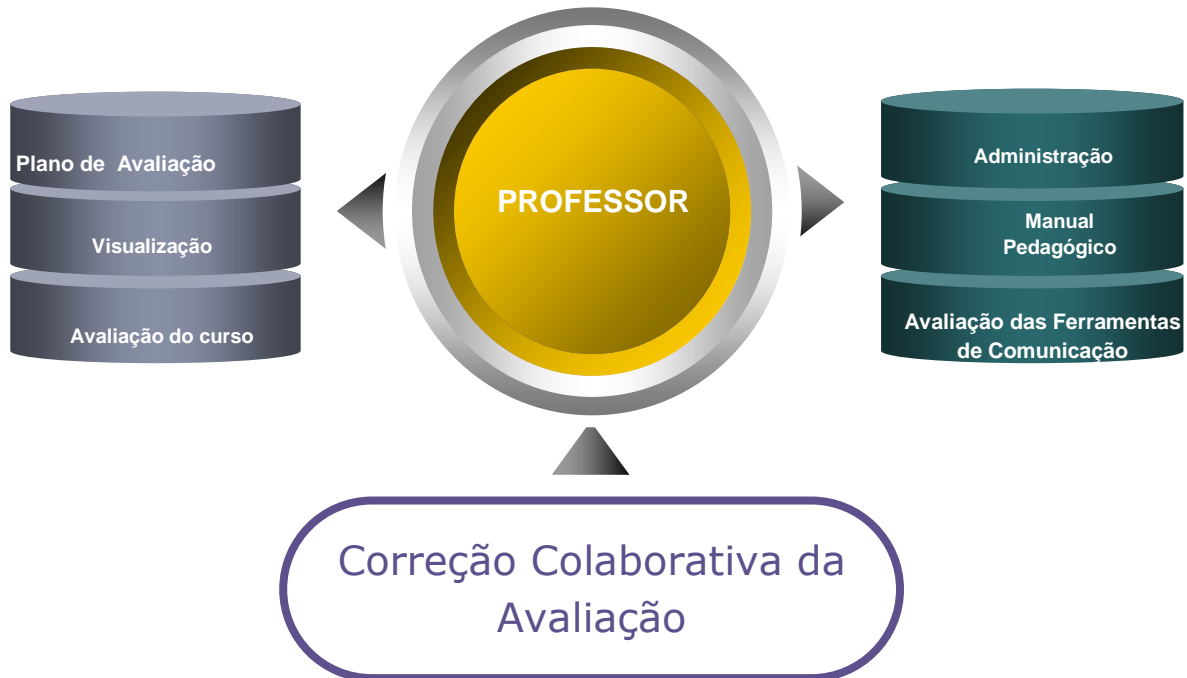 Plano de Avaliação
Visualização
Avaliação do curso
PROFESSOR
Administração
Manual
Pedagógico
Avaliação das Ferramentas
de Comunicação
Correção Colaborativa da
Avaliação